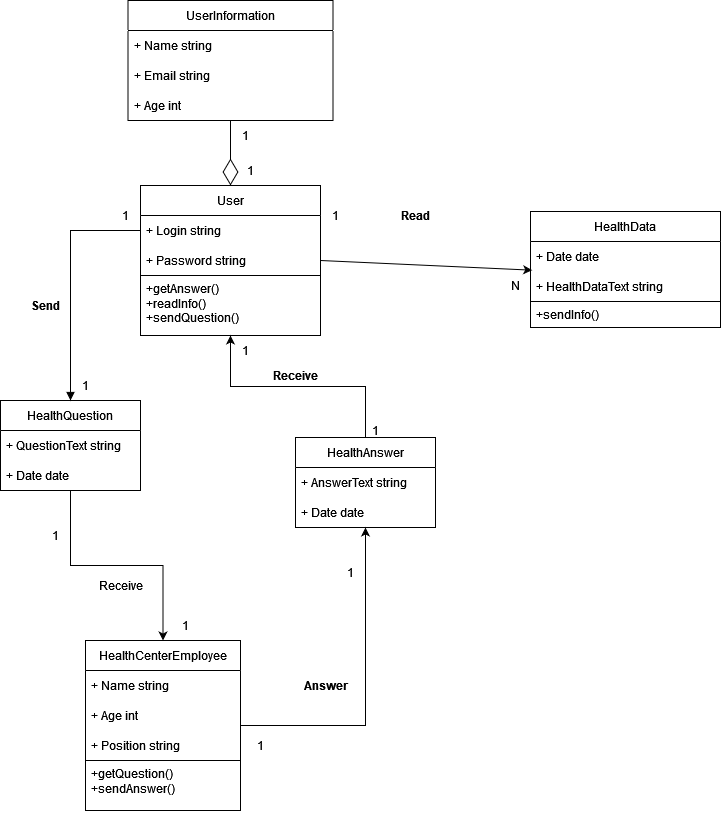 UserInformation
+ Name string
+ Email string
+ Age int
1
1
User
+ Login string
+ Password string
+getAnswer()
+readInfo()
+sendQuestion()
1
1
Read
N
HealthData
+ Date date
+ HealthDataText string
+sendInfo()
Send
1
HealthQuestion
+ QuestionText string
+ Date date
1
Receive
1
1
Receive
1
HealthAnswer
+ AnswerText string
+ Date date
1
Answer
1
HealthCenterEmployee
+ Name string
+ Age int
+ Position string
+getQuestion()
+sendAnswer()